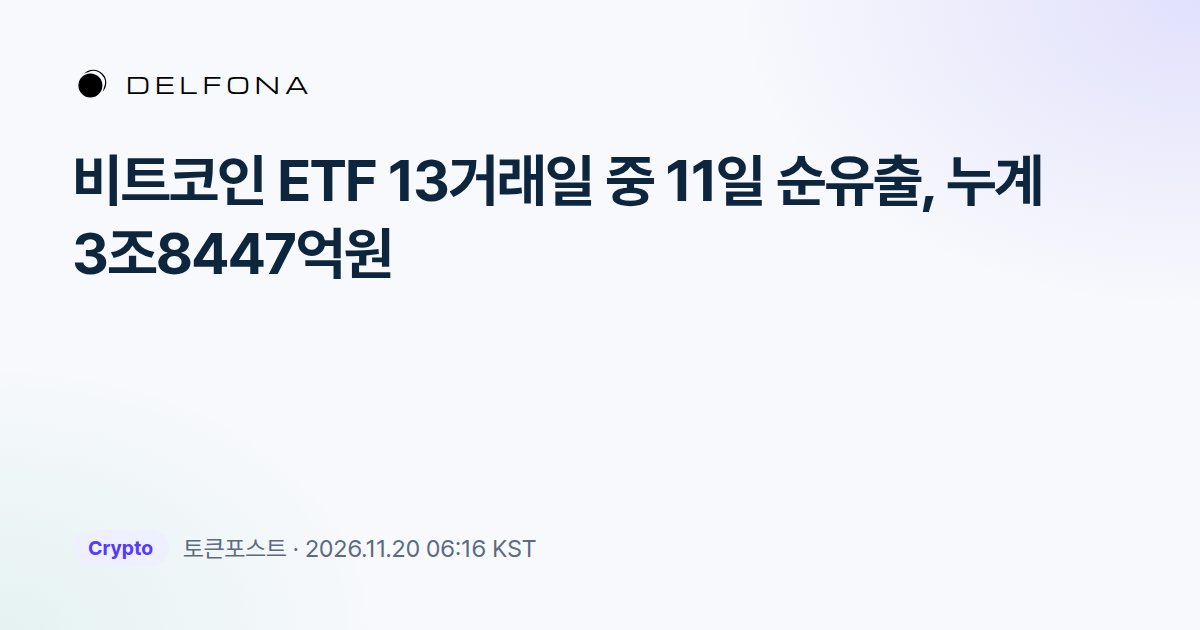 DELFONA
비트코인 ETF 13거래일 중 11일 순유출, 누계
3조8447억원
Crypto 토큰포스트 · 2026.11.20 06:16 KST